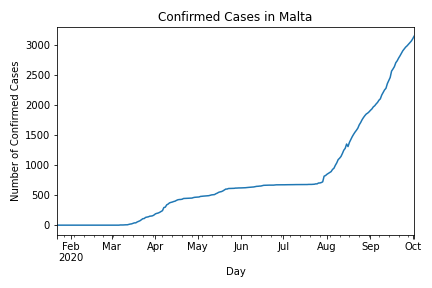 Confirmed Cases in Malta
Number of Confirmed Cases
3000
2500
2000
1500
1000
500
0
Feb Mar Apr May Jun Jul Aug Sep Oct
2020
Day